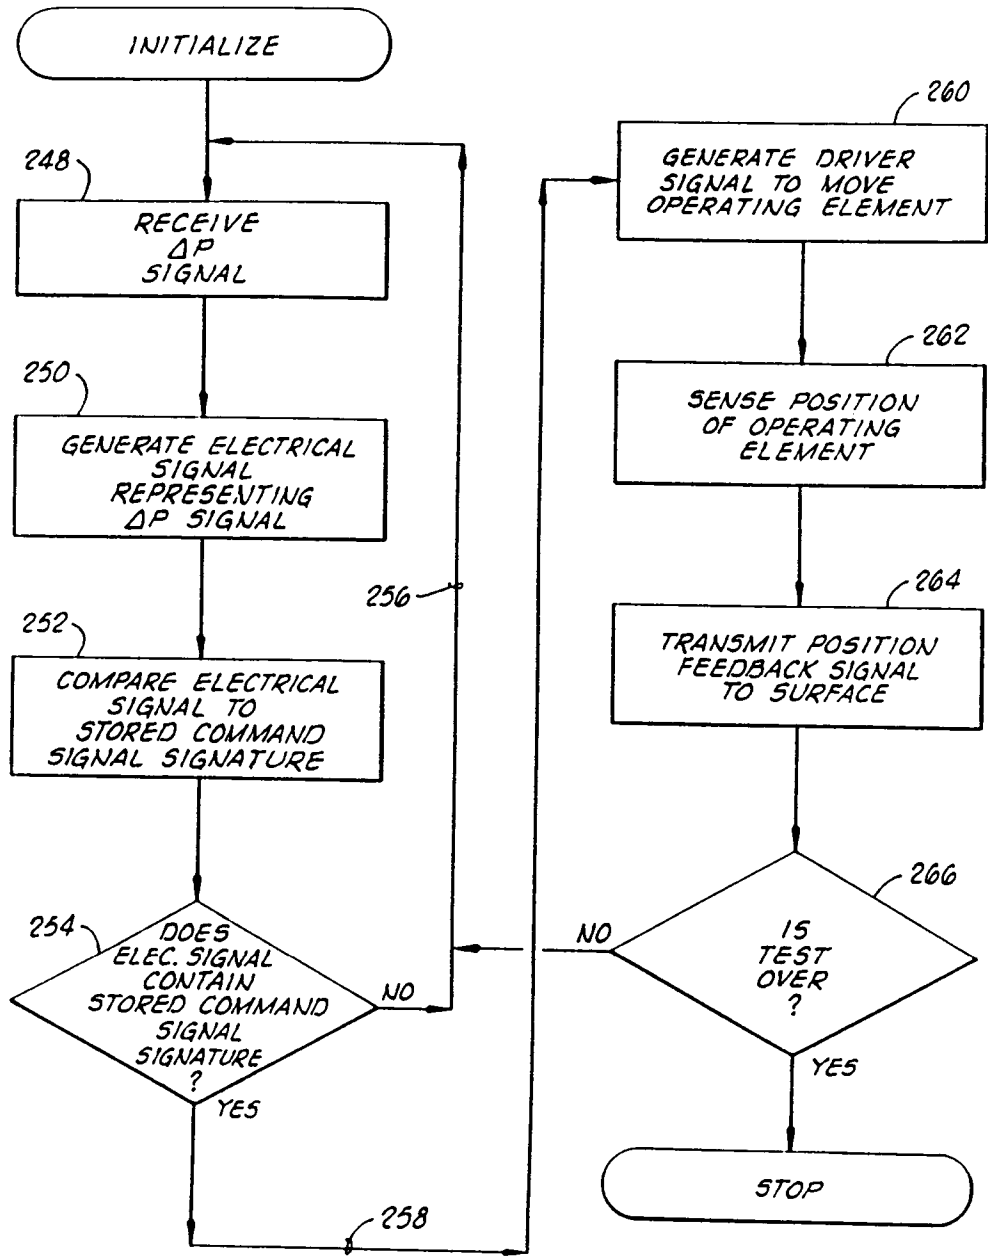 INITIALIZE
248
RECEIVE
ΔP
SIGNAL
250
GENERATE ELECTRICAL
SIGNAL
REPRESENTING
ΔP SIGNAL
252
COMPARE ELECTRICAL
SIGNAL TO
STORED COMMAND
SIGNAL SIGNATURE
254
DOES
ELEC. SIGNAL
CONTAIN
STORED COMMAND
SIGNAL
SIGNATURE
?
NO
YES
256
258
260
GENERATE DRIVER
SIGNAL TO MOVE
OPERATING ELEMENT
262
SENSE POSITION
OF OPERATING
ELEMENT
264
TRANSMIT POSITION
FEEDBACK SIGNAL
TO SURFACE
266
IS
TEST
OVER
?
NO
YES
STOP